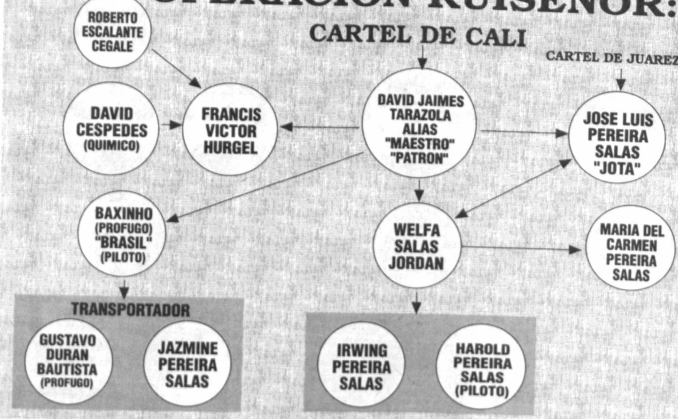 OPERACION RUISEÑOR:
CARTEL DE CALI
CARTEL DE JUAREZ
ROBERTO
ESCALANTE
CEGALE
DAVID
CESPEDES
(QUIMICO)
FRANCIS
VICTOR
HURGEL
DAVID JAIMES
TARAZOLA
ALIAS
"MAESTRO"
"PATRON"
JOSE LUIS
PEREIRA
SALAS
"JOTA"
BAXINHO
(PROFUGO)
"BRASIL"
(PILOTO)
WELFA
SALAS
JORDAN
MARIA DEL
CARMEN
PEREIRA
SALAS
TRANSPORTADOR
GUSTAVO
DURAN
BAUTISTA
(PROFUGO)
JAZMINE
PEREIRA
SALAS
IRWING
PEREIRA
SALAS
HAROLD
PEREIRA
SALAS
(PILOTO)